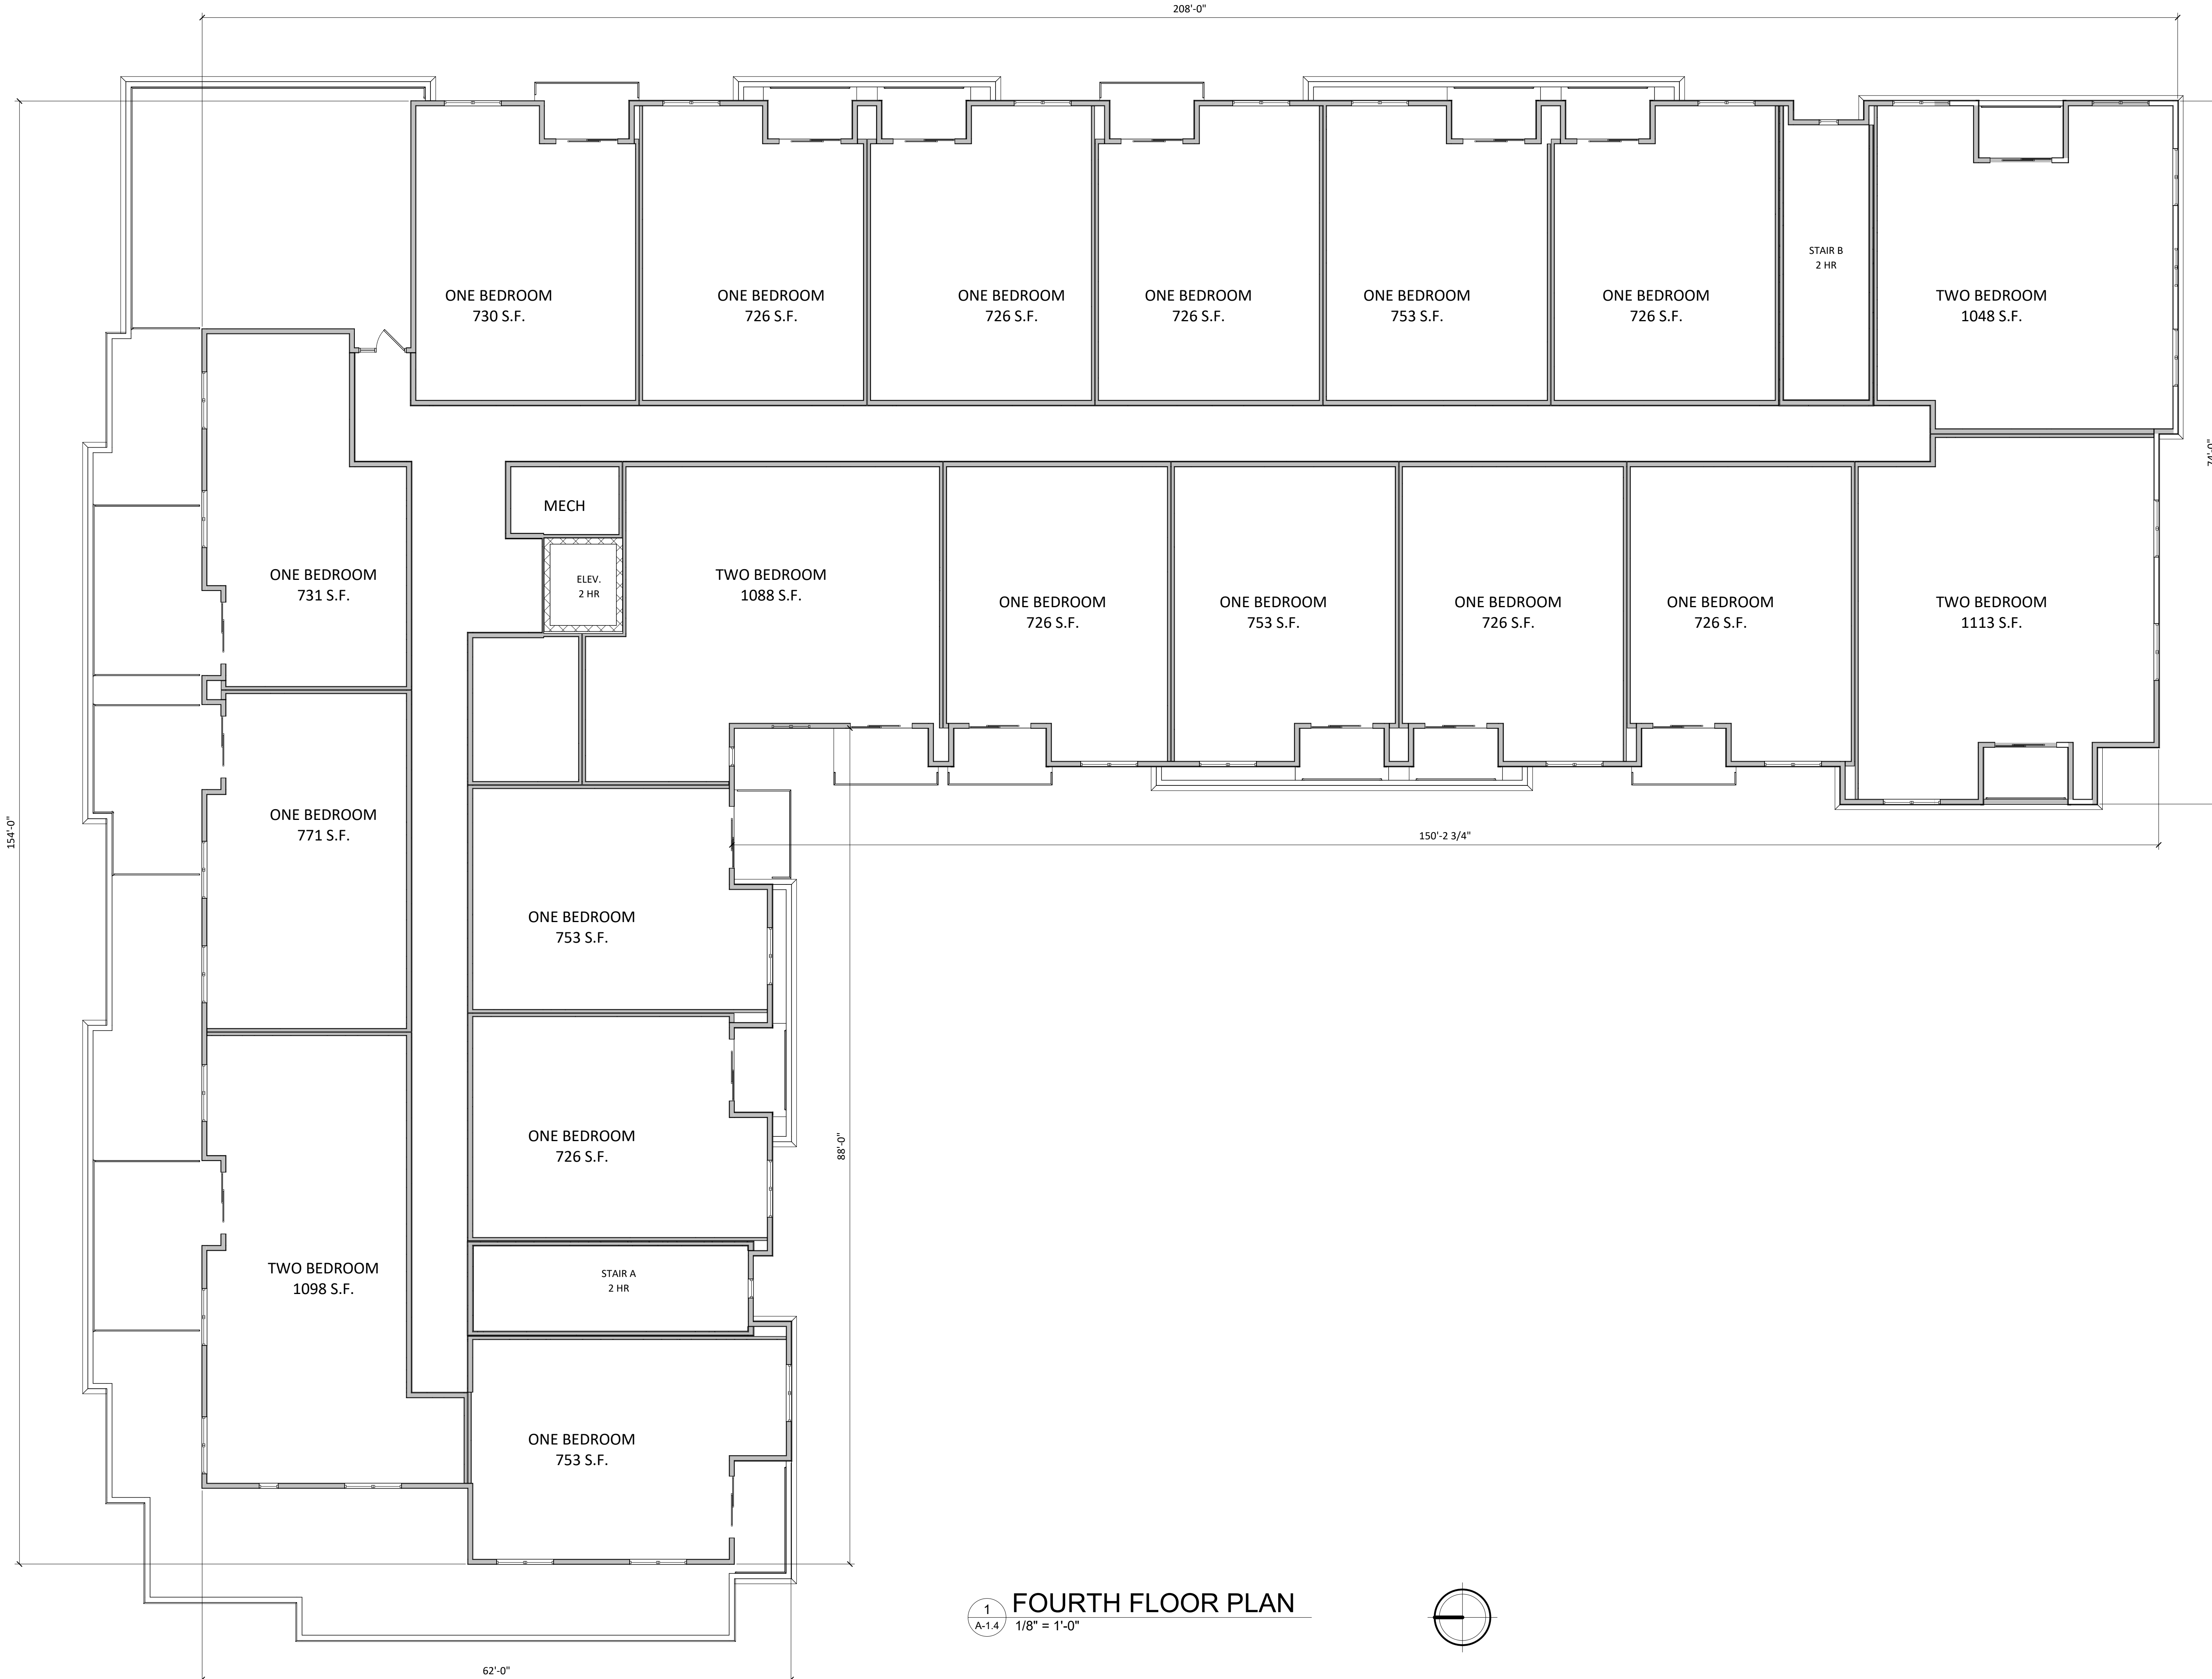 208'-0"
ONE BEDROOM
730 S.F.
ONE BEDROOM
726 S.F.
ONE BEDROOM
726 S.F.
ONE BEDROOM
726 S.F.
ONE BEDROOM
753 S.F.
ONE BEDROOM
726 S.F.
STAIR B
2 HR
TWO BEDROOM
1048 S.F.
74'-0"
MECH
ELEV.
2 HR
ONE BEDROOM
731 S.F.
TWO BEDROOM
1088 S.F.
ONE BEDROOM
726 S.F.
ONE BEDROOM
753 S.F.
ONE BEDROOM
726 S.F.
ONE BEDROOM
726 S.F.
TWO BEDROOM
1113 S.F.
154'-0"
ONE BEDROOM
771 S.F.
150'-2 3/4"
ONE BEDROOM
753 S.F.
ONE BEDROOM
726 S.F.
88'-0"
TWO BEDROOM
1098 S.F.
STAIR A
2 HR
ONE BEDROOM
753 S.F.
1
A-1.4
FOURTH FLOOR PLAN
1/8" = 1'-0"
62'-0"